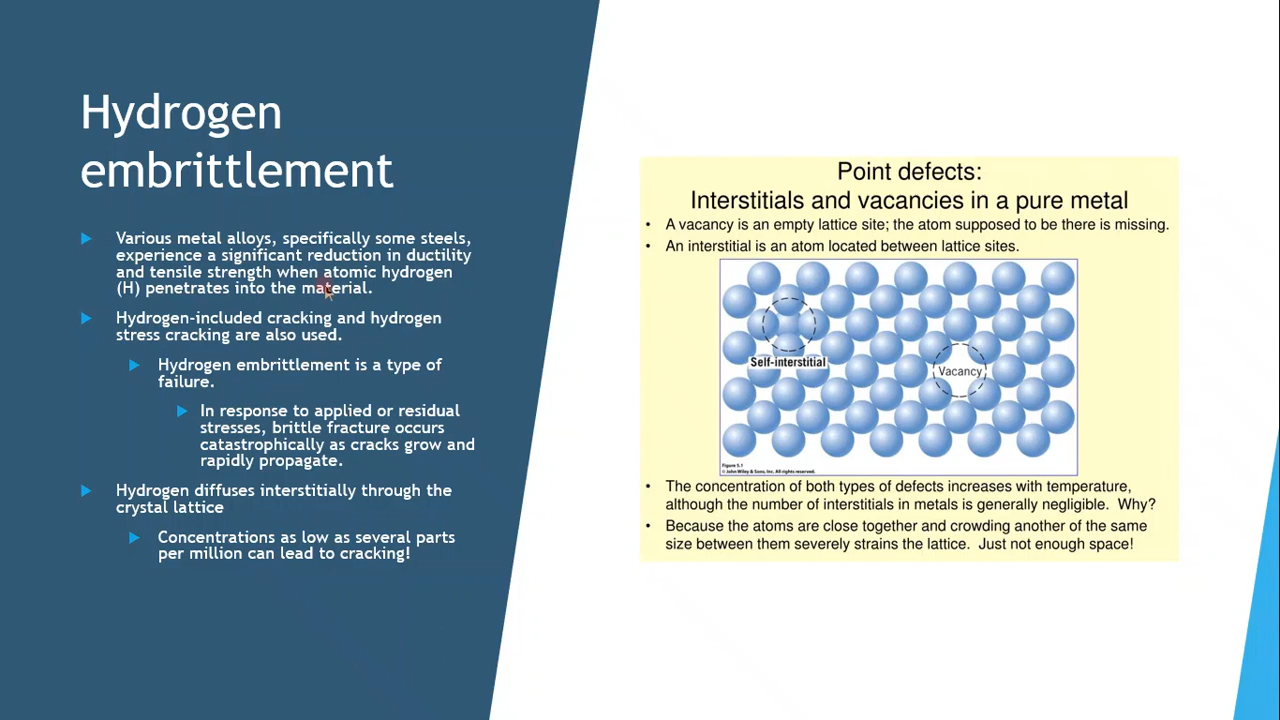 Hydrogen
embrittlement
Various metal alloys, specifically some steels,
experience a significant reduction in ductility
and tensile strength when atomic hydrogen
(H) penetrates into the material.
Hydrogen-included cracking and hydrogen
stress cracking are also used.
Hydrogen embrittlement is a type of
failure.
In response to applied or residual
stresses, brittle fracture occurs
catastrophically as cracks grow and
rapidly propagate.
Hydrogen diffuses interstitially through the
crystal lattice
Concentrations as low as several parts
per million can lead to cracking!
Point defects:
Interstitials and vacancies in a pure metal
• A vacancy is an empty lattice site; the atom supposed to be there is missing.
• An interstitial is an atom located between lattice sites.
Self-interstitial
Vacancy
Figure 5.1
© John Wiley & Sons, Inc. All rights reserved.
• The concentration of both types of defects increases with temperature,
although the number of interstitials in metals is generally negligible. Why?
• Because the atoms are close together and crowding another of the same
size between them severely strains the lattice. Just not enough space!